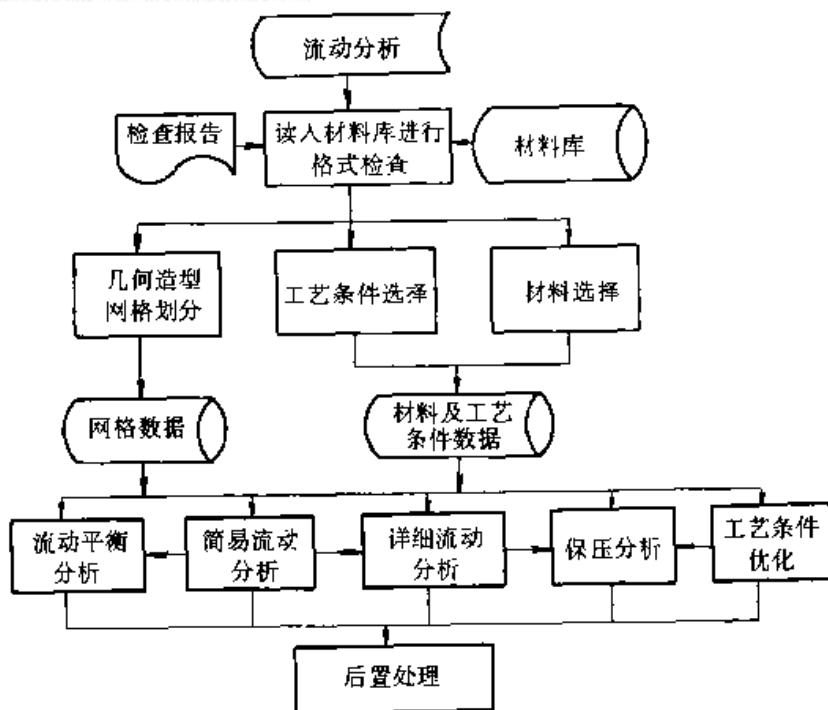 流动分析
检查报告
读入材料库进行
格式检查
材料库
几何造型
网格划分
工艺条件选择
材料选择
网格数据
材料及工艺
条件数据
流动平衡
分析
简易流动
分析
详细流动
分析
保压分析
工艺条件
优化
后置处理